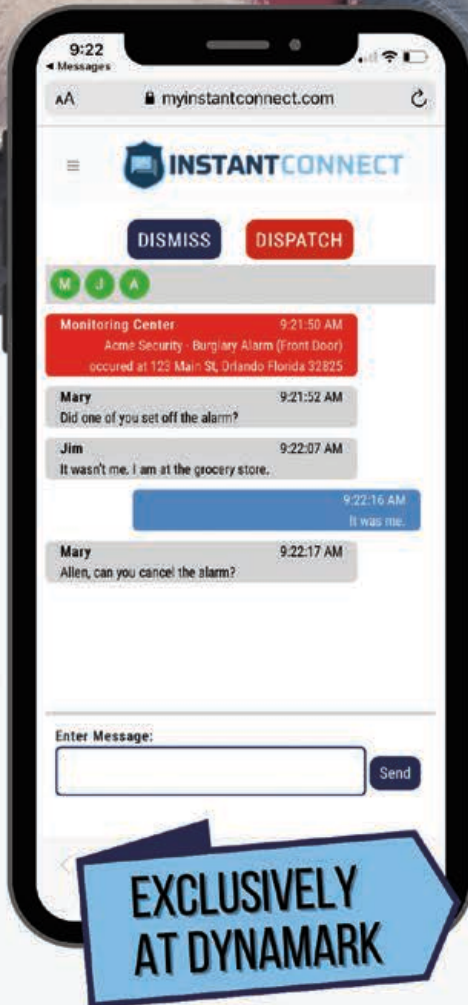 9:22
Messages
AA myinstantconnect.com
INSTANTCONNECT
DISMISS DISPATCH
M J A
Monitoring Center 9:21:50 AM
Acme Security - Burglary Alarm (Front Door)
occured at 123 Main St, Orlando Florida 32825
Mary 9:21:52 AM
Did one of you set off the alarm?
Jim 9:22:07 AM
It wasn't me. I am at the grocery store.
9:22:16 AM
It was me.
Mary 9:22:17 AM
Allen, can you cancel the alarm?
Enter Message:
Send
EXCLUSIVELY
AT DYNAMARK